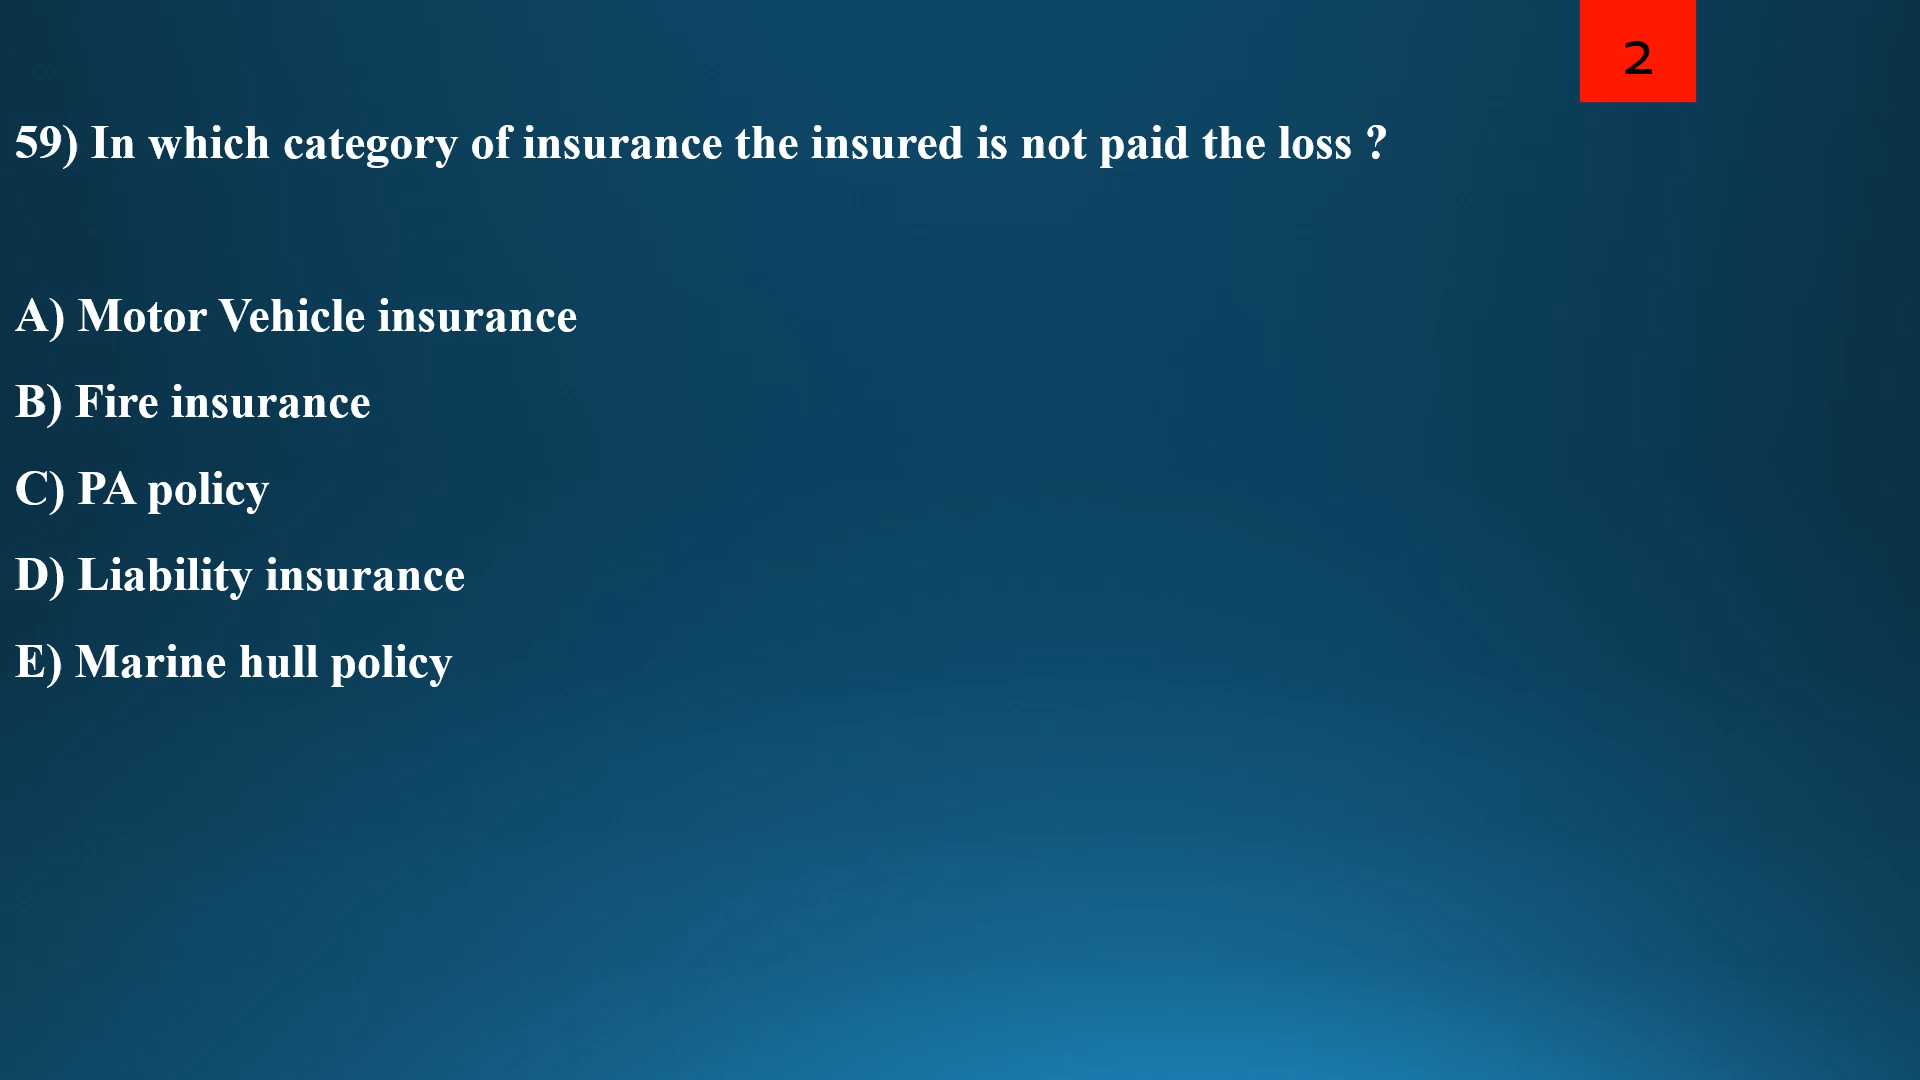 2
59) In which category of insurance the insured is not paid the loss ?
A) Motor Vehicle insurance
B) Fire insurance
C) PA policy
D) Liability insurance
E) Marine hull policy